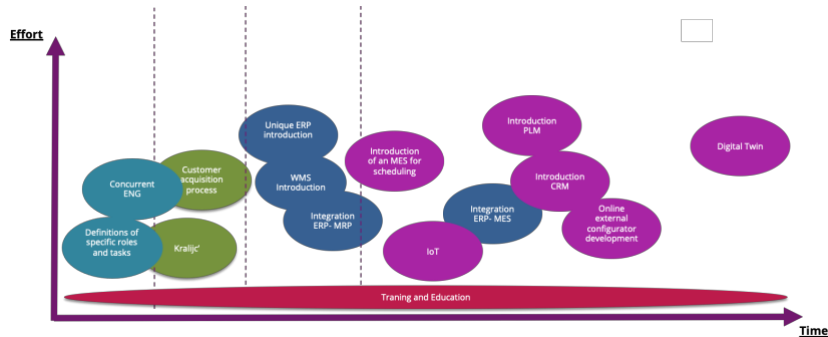 Effort
Unique ERP
introduction
Introduction
PLM
Introduction
of an MES for
scheduling
Digital Twin
Customer
acquisition
process
Concurrent
ENG
WMS
Introduction
Introduction
CRM
Integration
ERP- MRP
Integration
ERP- MES
Online
external
configurator
development
Definitions of
specific roles
and tasks
Kralijc'
IoT
Traning and Education
Time